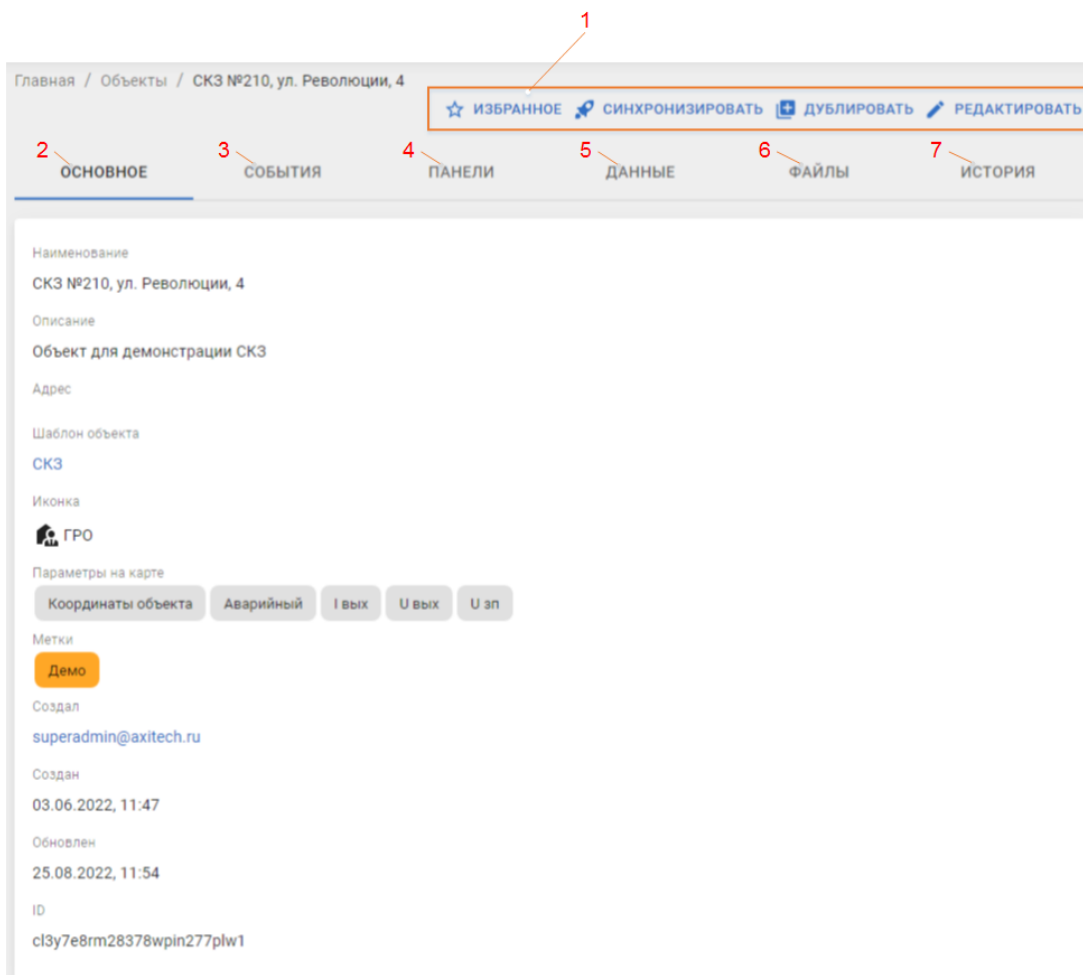 1
Главная / Объекты / СКЗ №210, ул. Революции, 4
ИЗБРАННОЕ СИНХРОНИЗИРОВАТЬ ДУБЛИРОВАТЬ РЕДАКТИРОВАТЬ
2 3 4 5 6 7
ОСНОВНОЕ СОБЫТИЯ ПАНЕЛИ ДАННЫЕ ФАЙЛЫ ИСТОРИЯ
Наименование
СКЗ №210, ул. Революции, 4
Описание
Объект для демонстрации СКЗ
Адрес
Шаблон объекта
СКЗ
Иконка
ГРО
Параметры на карте
Координаты объекта Аварийный I вых U вых U зп
Метки
Демо
Создал
superadmin@axitech.ru
Создан
03.06.2022, 11:47
Обновлен
25.08.2022, 11:54
ID
cl3y7e8rm28378wpin277plw1